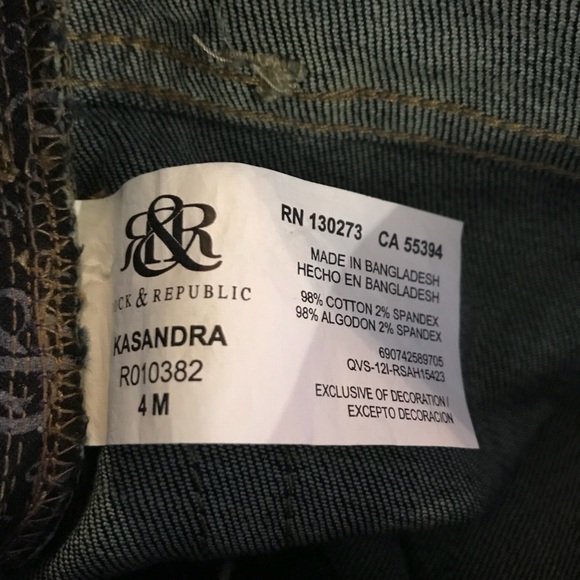 R&R
& REPUBLIC
KASANDRA
R010382
4 M
RN 130273 CA 55394
MADE IN BANGLADESH
HECHO EN BANGLADESH
98% COTTON 2% SPANDEX
98% ALGODON 2% SPANDEX
690742589705
QVS-12I-RSAH15423
EXCLUSIVE OF DECORATION/
EXCEPTO DECORACION